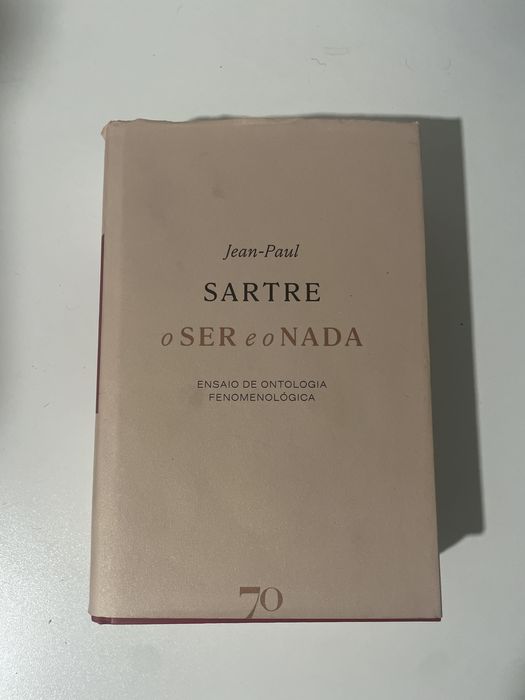 Jean-Paul
SARTRE
o SER e o NADA
ENSAIO DE ONTOLOGIA
FENOMENOLÓGICA
70